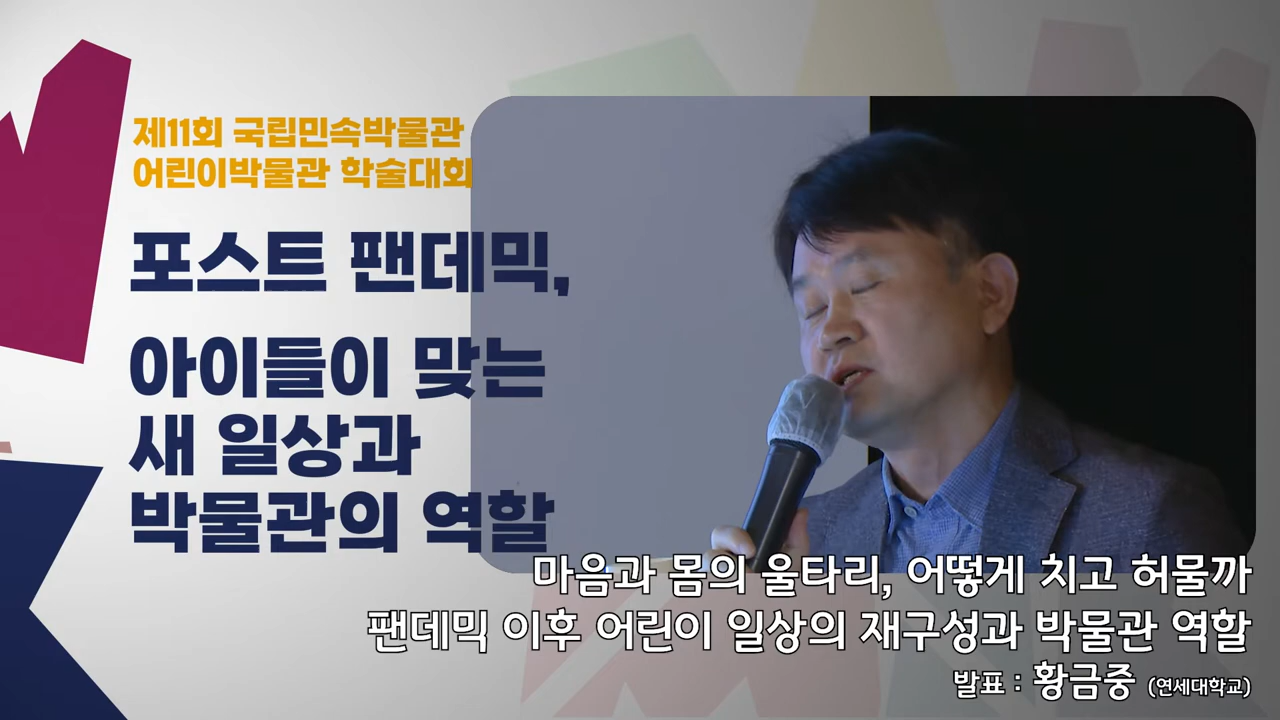 제11회 국립민속박물관
어린이박물관 학술대회
포스트 팬데믹,
아이들이 맞는
새 일상과
박물관의 역할
마음과 몸의 울타리, 어떻게 치고 허물까
팬데믹 이후 어린이 일상의 재구성과 박물관 역할
발표 : 황금중 (연세대학교)